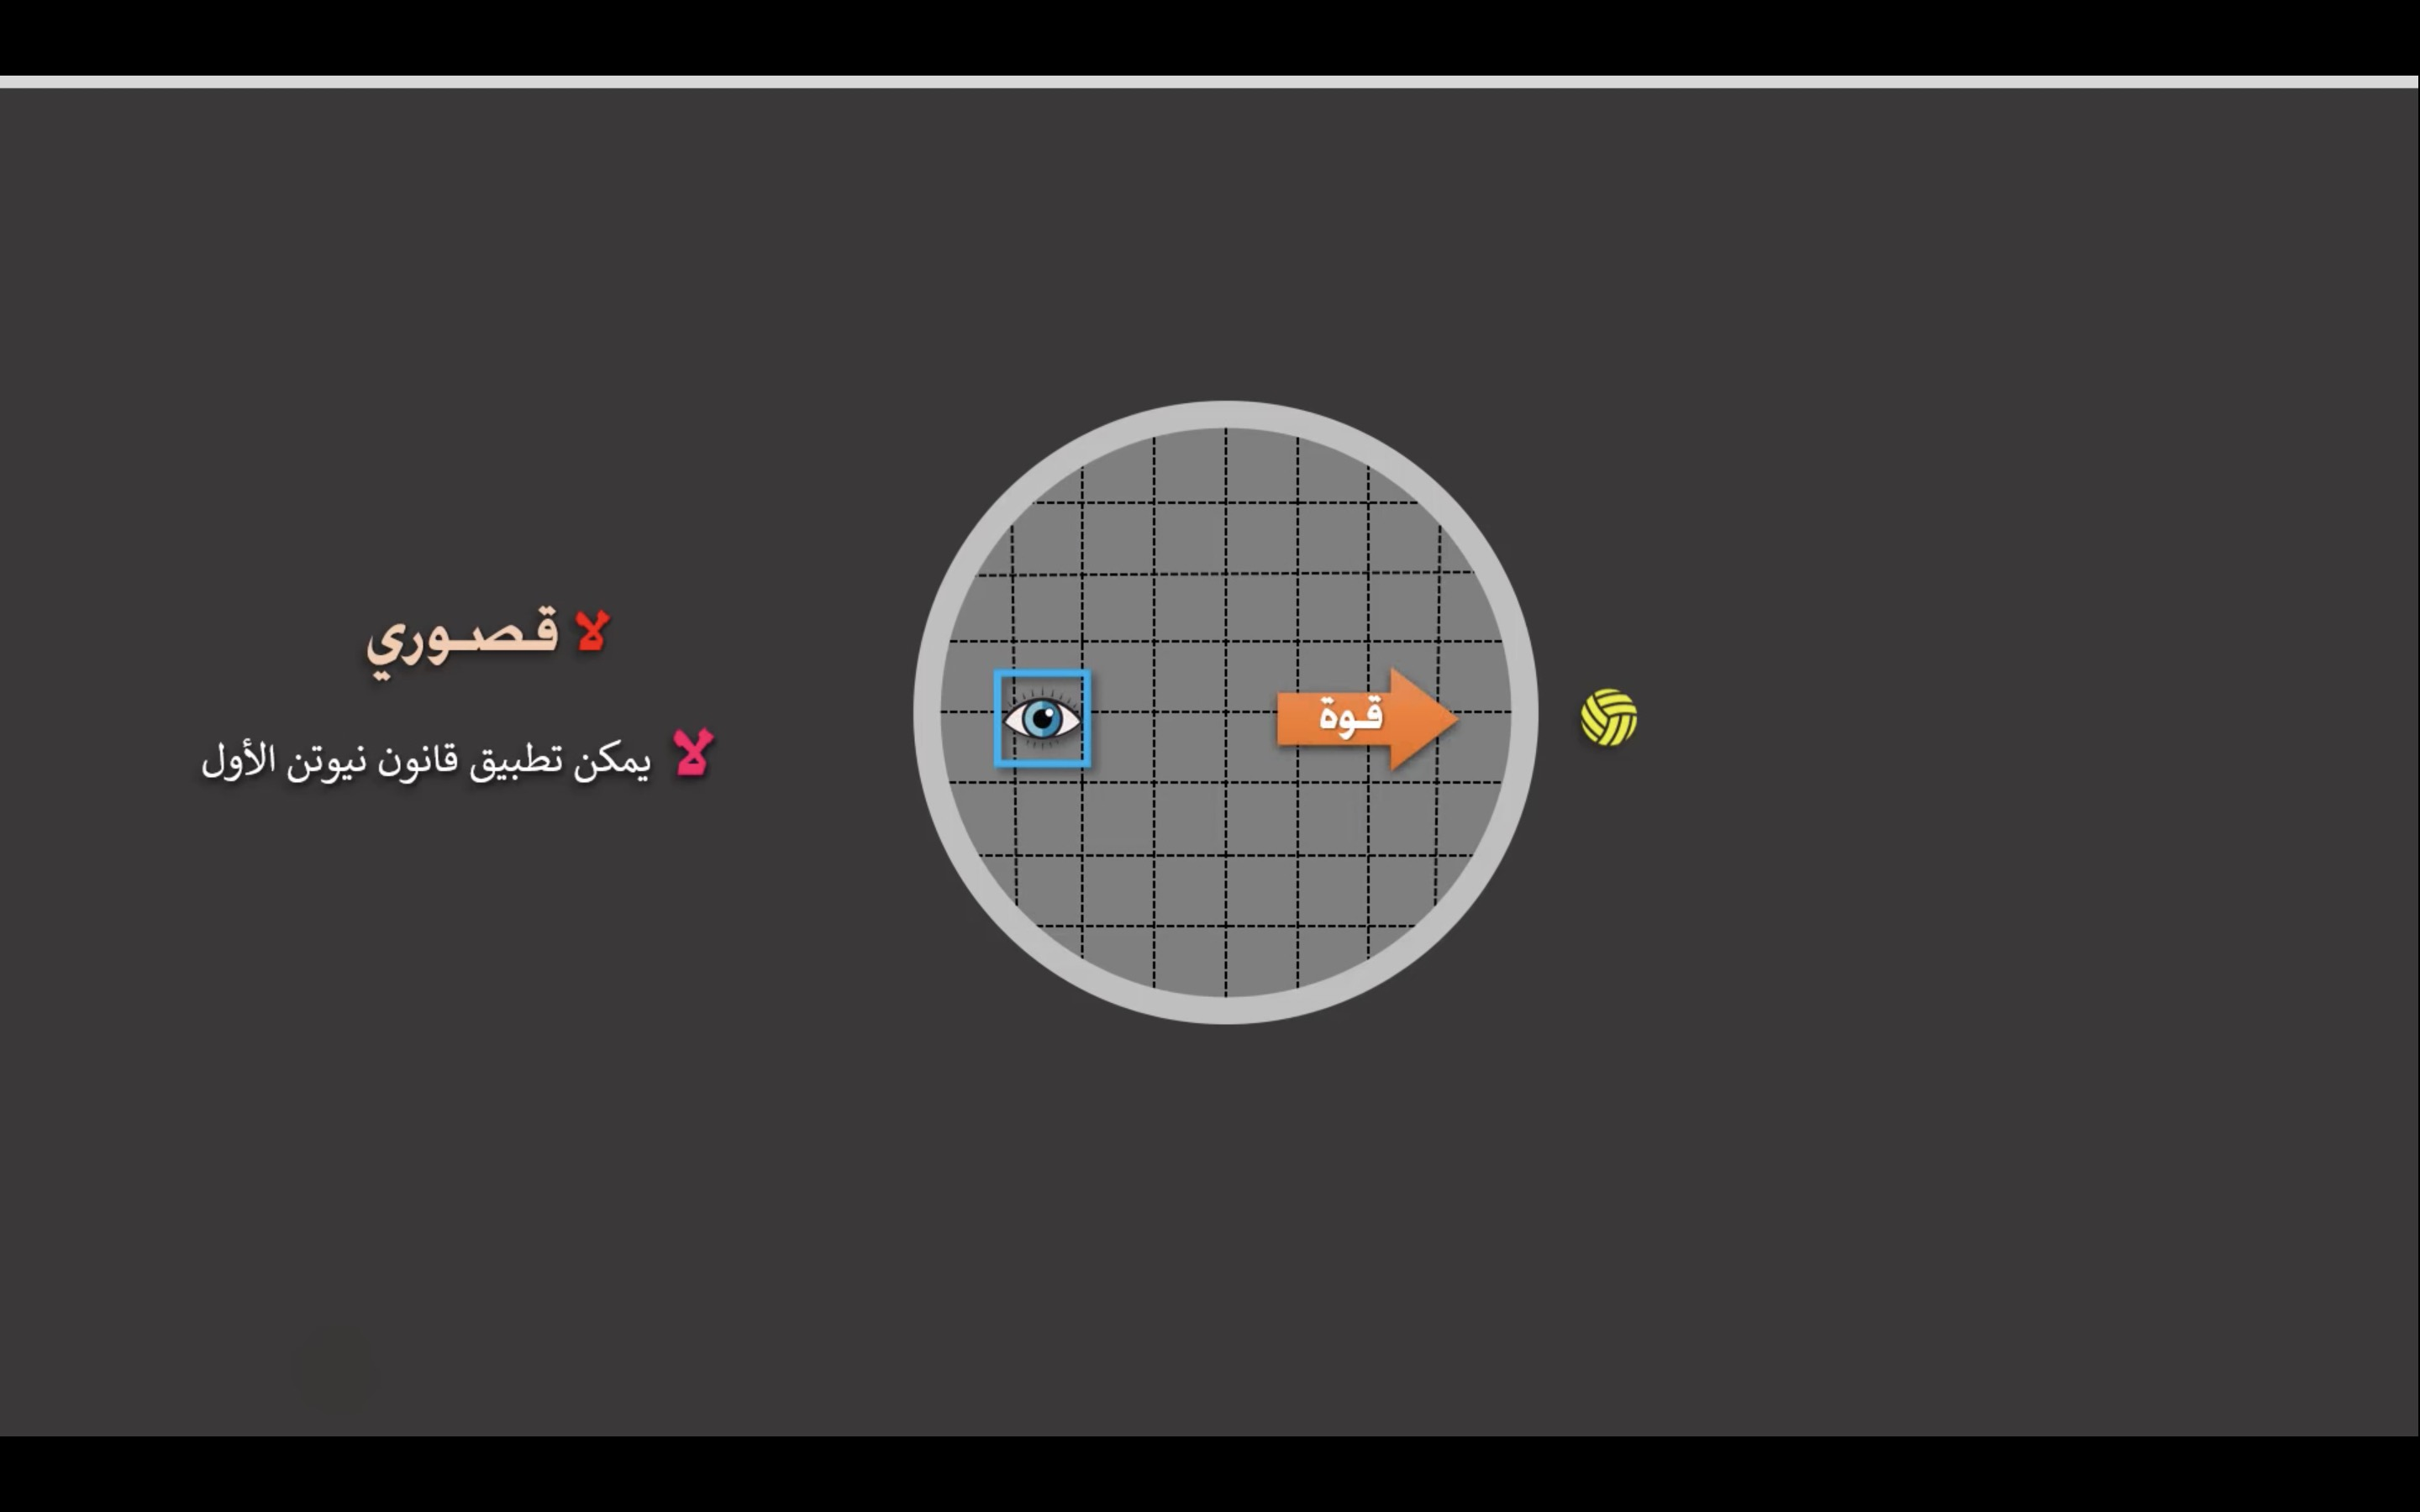 لا قصوري
لا يمكن تطبيق قانون نيوتن الأول
قوة